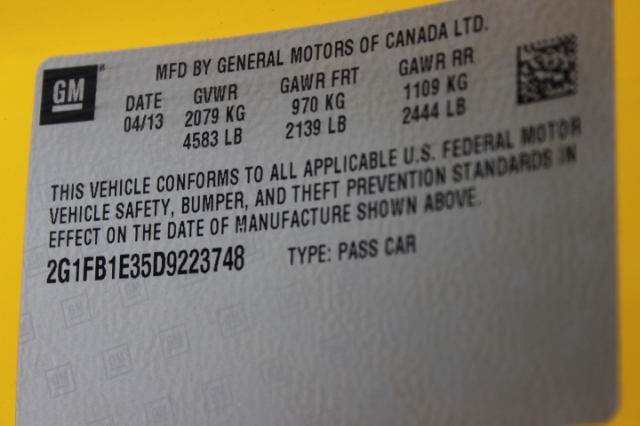 GM
MFD BY GENERAL MOTORS OF CANADA LTD.
DATE GVWR GAWR FRT GAWR RR
04/13 2079 KG 970 KG 1109 KG
4583 LB 2139 LB 2444 LB
THIS VEHICLE CONFORMS TO ALL APPLICABLE U.S. FEDERAL MOTOR
VEHICLE SAFETY, BUMPER, AND THEFT PREVENTION STANDARDS IN
EFFECT ON THE DATE OF MANUFACTURE SHOWN ABOVE.
2G1FB1E35D9223748 TYPE: PASS CAR